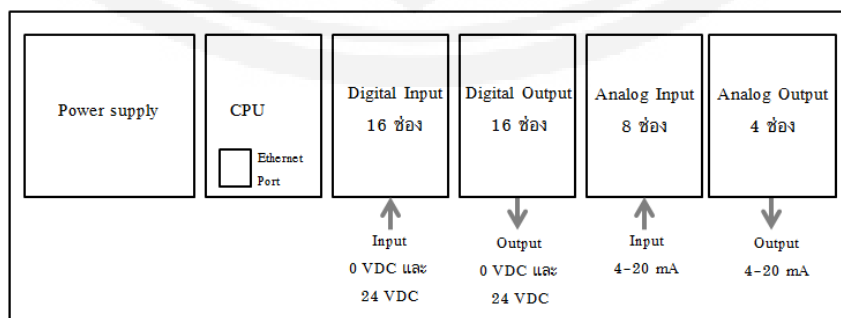 Power supply
CPU
Ethernet
Port
Digital Input
16 ช่อง
Digital Output
16 ช่อง
Analog Input
8 ช่อง
Analog Output
4 ช่อง
Input
0 VDC และ
24 VDC
Output
0 VDC และ
24 VDC
Input
4-20 mA
Output
4-20 mA